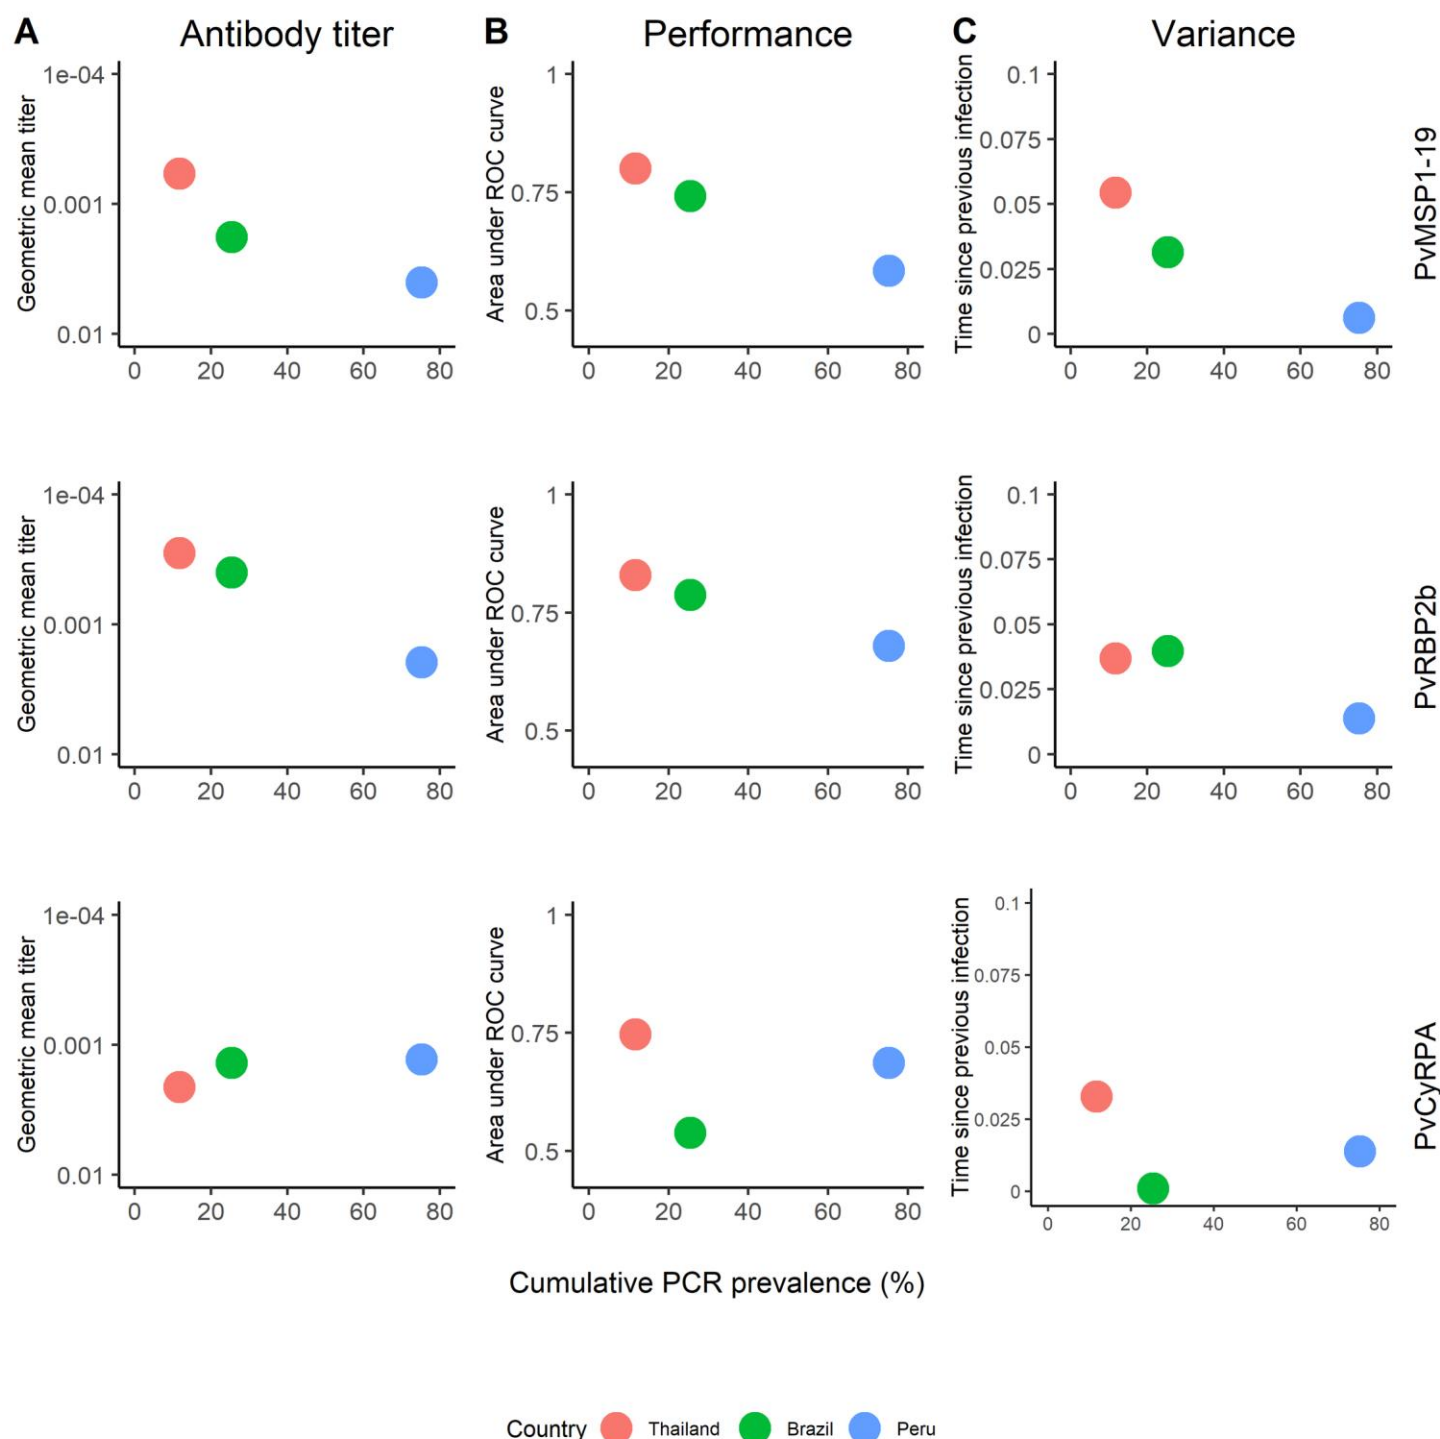 A Antibody titer B Performance C Variance
Geometric mean titer
1e-04
0.001
0.01
0 20 40 60 80
Area under ROC curve
1
0.75
0.5
0 20 40 60 80
Time since previous infection
0.1
0.075
0.05
0.025
0
0 20 40 60 80
PvMSP1-19
Geometric mean titer
1e-04
0.001
0.01
0 20 40 60 80
Area under ROC curve
1
0.75
0.5
0 20 40 60 80
Time since previous infection
0.1
0.075
0.05
0.025
0
0 20 40 60 80
PvRBP2b
Geometric mean titer
1e-04
0.001
0.01
0 20 40 60 80
Area under ROC curve
1
0.75
0.5
0 20 40 60 80
Time since previous infection
0.1
0.075
0.05
0.025
0
0 20 40 60 80
PvCyRPA
Cumulative PCR prevalence (%)
Country Thailand Brazil Peru